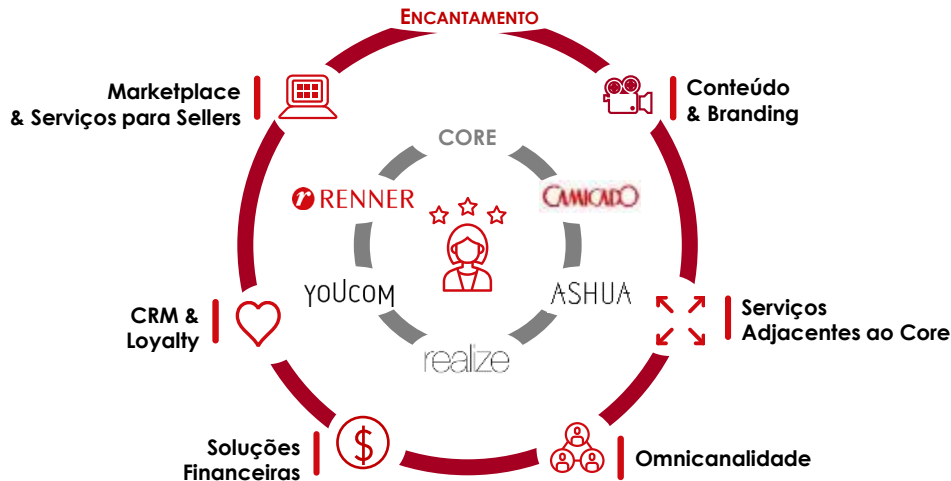 ENCANTAMENTO
Marketplace
& Serviços para Sellers
Conteúdo
& Branding
CORE
RENNER
CAMICADO
YOUCOM
ASHUA
realize
CRM &
Loyalty
Serviços
Adjacentes ao Core
Soluções
Financeiras
$
Omnicanalidade